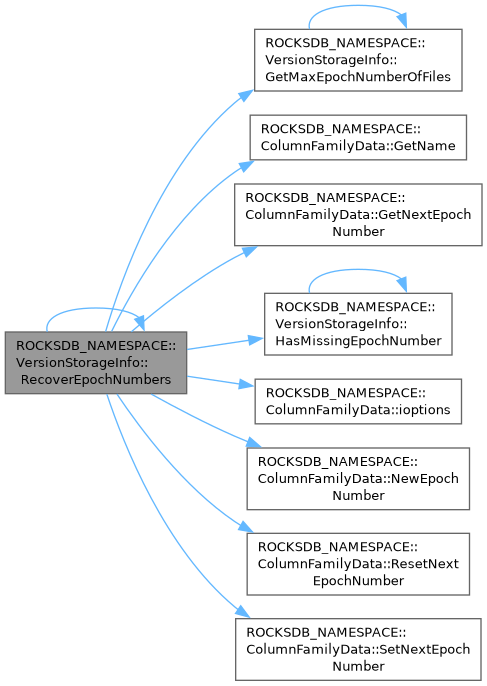 ROCKSDB_NAMESPACE::
VersionStorageInfo::
RecoverEpochNumbers
ROCKSDB_NAMESPACE::
VersionStorageInfo::
GetMaxEpochNumberOfFiles
ROCKSDB_NAMESPACE::
ColumnFamilyData::GetName
ROCKSDB_NAMESPACE::
ColumnFamilyData::GetNextEpoch
Number
ROCKSDB_NAMESPACE::
VersionStorageInfo::
HasMissingEpochNumber
ROCKSDB_NAMESPACE::
ColumnFamilyData::ioptions
ROCKSDB_NAMESPACE::
ColumnFamilyData::NewEpoch
Number
ROCKSDB_NAMESPACE::
ColumnFamilyData::ResetNext
EpochNumber
ROCKSDB_NAMESPACE::
ColumnFamilyData::SetNextEpoch
Number